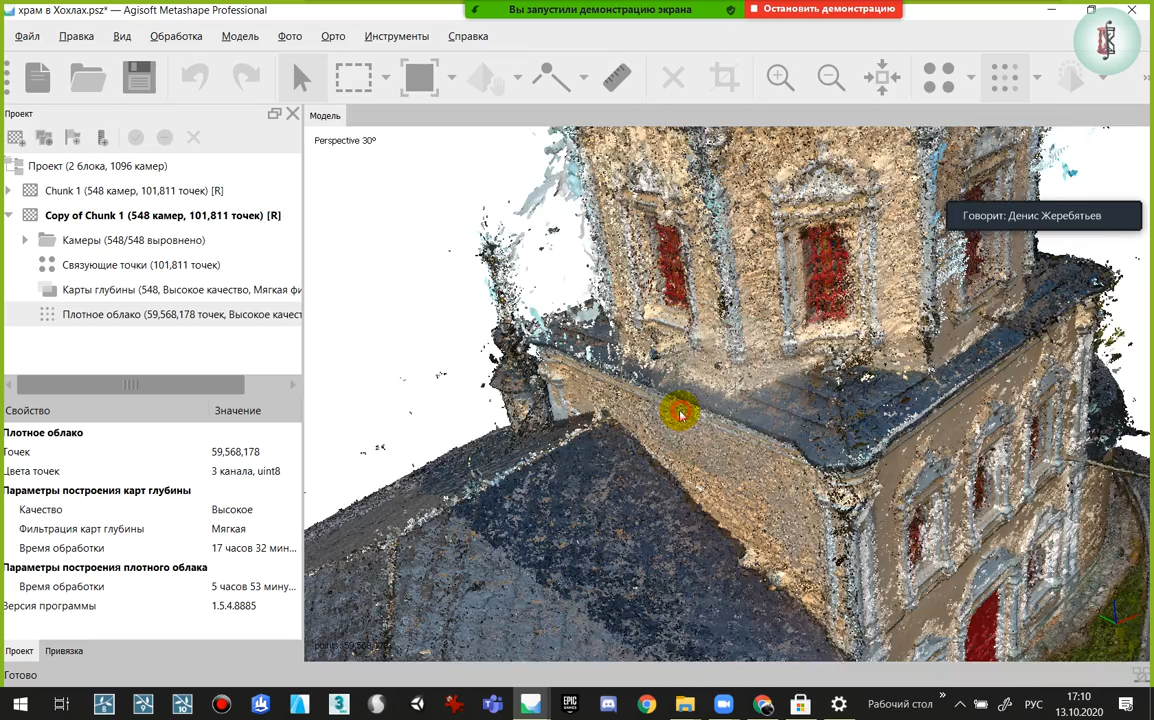 храм в Хохлах.psz* — Agisoft Metashape Professional
Вы запустили демонстрацию экрана
Остановить демонстрацию
Файл Правка Вид Обработка Модель Фото Орто Инструменты Справка
Проект
Модель
Perspective 30°
Проект (2 блока, 1096 камер)
Chunk 1 (548 камер, 101,811 точек) [R]
Copy of Chunk 1 (548 камер, 101,811 точек) [R]
Говорит: Денис Жеребятьев
Камеры (548/548 выровнено)
Связующие точки (101,811 точек)
Карты глубины (548, Высокое качество, Мягкая фи
Плотное облако (59,568,178 точек, Высокое качест
Свойство Значение
Плотное облако
Точек 59,568,178
Цвета точек 3 канала, uint8
Параметры построения карт глубины
Качество Высокое
Фильтрация карт глубины Мягкая
Время обработки 17 часов 32 мин...
Параметры построения плотного облака
Время обработки 5 часов 53 мину...
Версия программы 1.5.4.8885
points: 59,568,178
Проект Привязка
Готово
Рабочий стол
РУС
17:10
13.10.2020